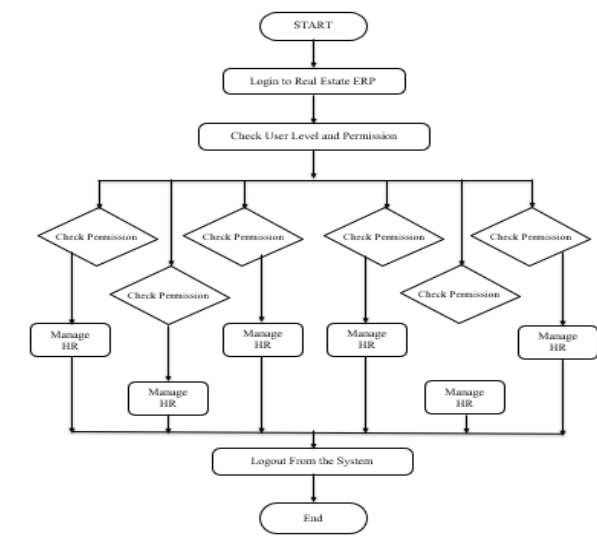 START
Login to Real Estate ERP
Check User Level and Permission
Check Permission
Check Permission
Check Permission
Check Permission
Check Permission
Check Permission
Manage
HR
Manage
HR
Manage
HR
Manage
HR
Manage
HR
Manage
HR
Logout From the System
End